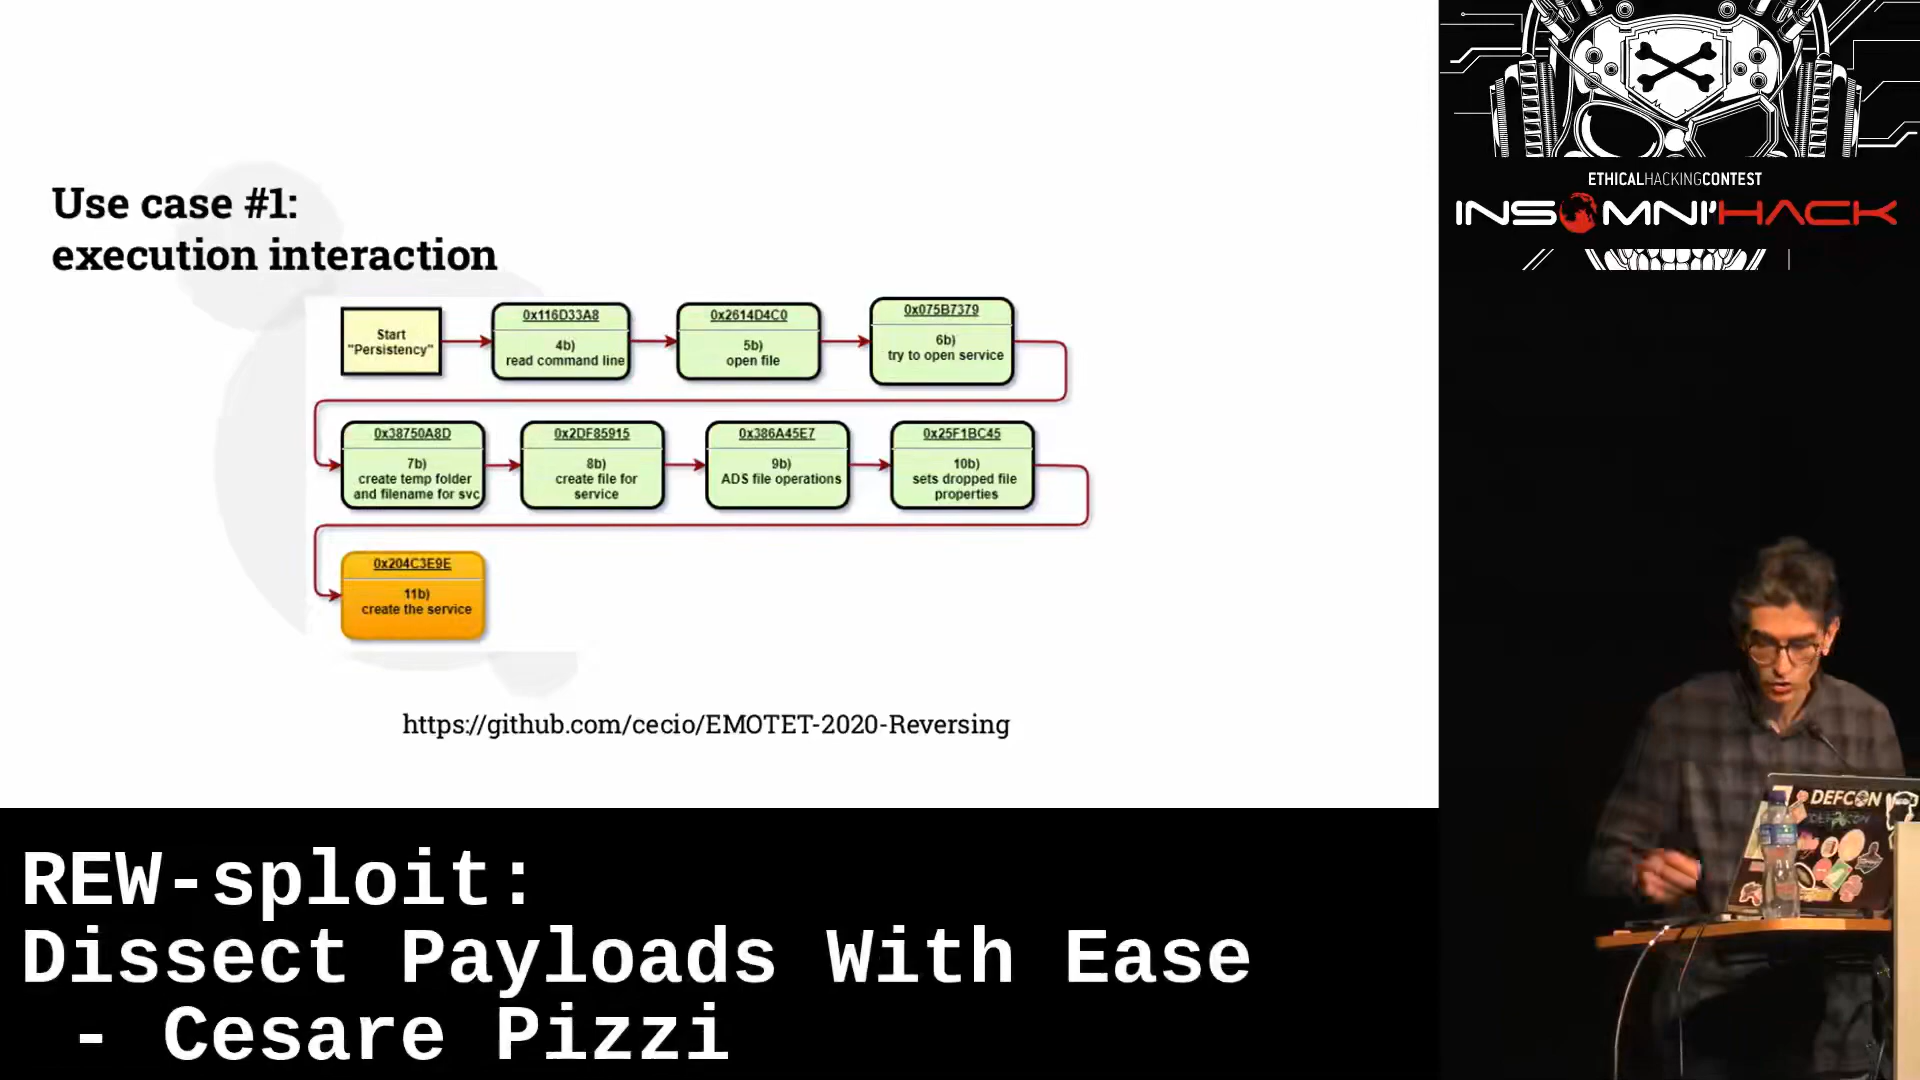 Use case #1:
execution interaction
Start
"Persistency"
0x116D33A8
4b)
read command line
0x2614D4C0
5b)
open file
0x075B7379
6b)
try to open service
0x38750A8D
7b)
create temp folder
and filename for svc
0x2DF85915
8b)
create file for
service
0x386A45E7
9b)
ADS file operations
0x25F1BC45
10b)
sets dropped file
properties
0x204C3E9E
11b)
create the service
https://github.com/cecio/EMOTET-2020-Reversing
ETHICALHACKINGCONTEST
INSOMNI'HACK
DEFCON
REW-sploit:
Dissect Payloads With Ease
- Cesare Pizzi